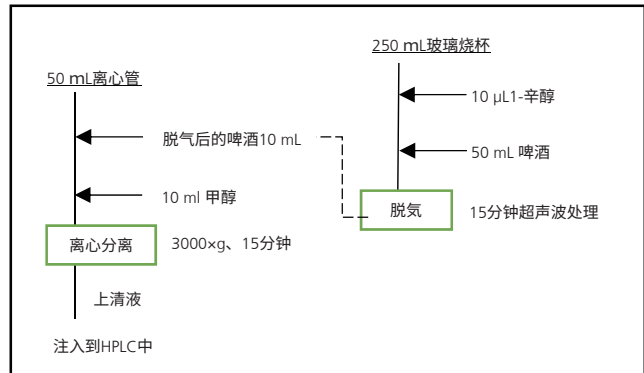 50 mL离心管
脱气后的啤酒10 mL
10 ml 甲醇
离心分离
3000×g、15分钟
上清液
注入到HPLC中
250 mL玻璃烧杯
10 µL1-辛醇
50 mL 啤酒
脱気
15分钟超声波处理